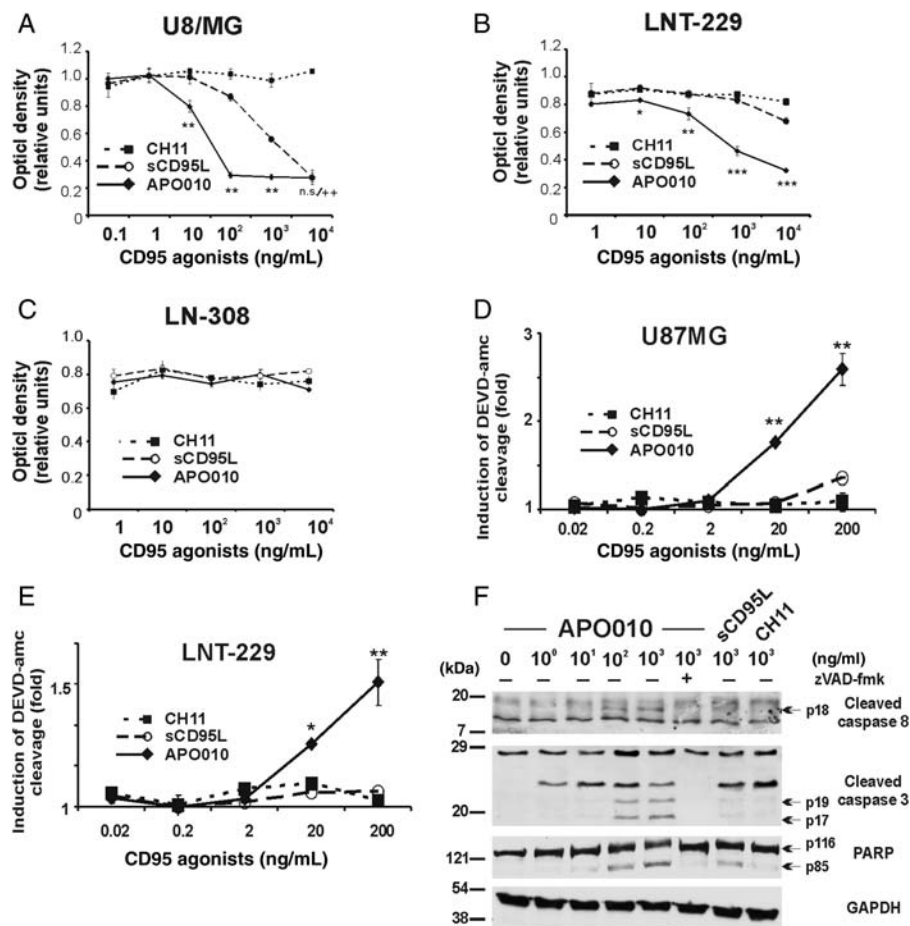 A
U8/MG
Opticl density
(relative units)
1.2
1.0
0.8
0.6
0.4
0.2
0
CH11
sCD95L
APO010
**
**
**
n.s./++
0.1 1 10 10² 10³ 10⁴
CD95 agonists (ng/mL)
B
LNT-229
Opticl density
(relative units)
1.2
1.0
0.8
0.6
0.4
0.2
0
CH11
sCD95L
APO010
*
**
***
***
1 10 10² 10³ 10⁴
CD95 agonists (ng/mL)
C
LN-308
Opticl density
(relative units)
1.0
0.8
0.6
0.4
0.2
0
CH11
sCD95L
APO010
1 10 10² 10³ 10⁴
CD95 agonists (ng/mL)
D
U87MG
Induction of DEVD-amc
cleavage (fold)
3
2
1
CH11
sCD95L
APO010
**
**
0.02 0.2 2 20 200
CD95 agonists (ng/mL)
E
LNT-229
Induction of DEVD-amc
cleavage (fold)
1.5
1
CH11
sCD95L
APO010
*
**
0.02 0.2 2 20 200
CD95 agonists (ng/mL)
F
APO010 sCD95L CH11
(kDa) 0 10⁰ 10¹ 10² 10³ 10³ 10³ 10³ (ng/ml)
– – – – – + – – zVAD-fmk
20
7
p18
Cleaved
caspase 8
29
20
Cleaved
caspase 3
p19
p17
121
p116
p85
PARP
54
38
GAPDH